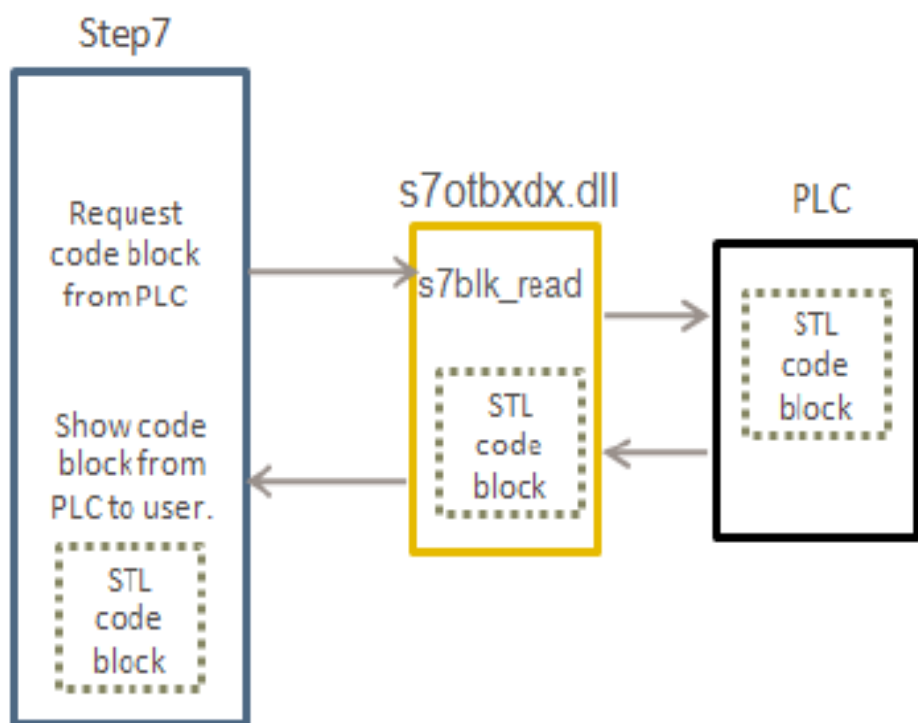 Step7
Request
code block
from PLC
Show code
block from
PLC to user.
STL
code
block
s7otbxdx.dll
s7blk_read
STL
code
block
PLC
STL
code
block